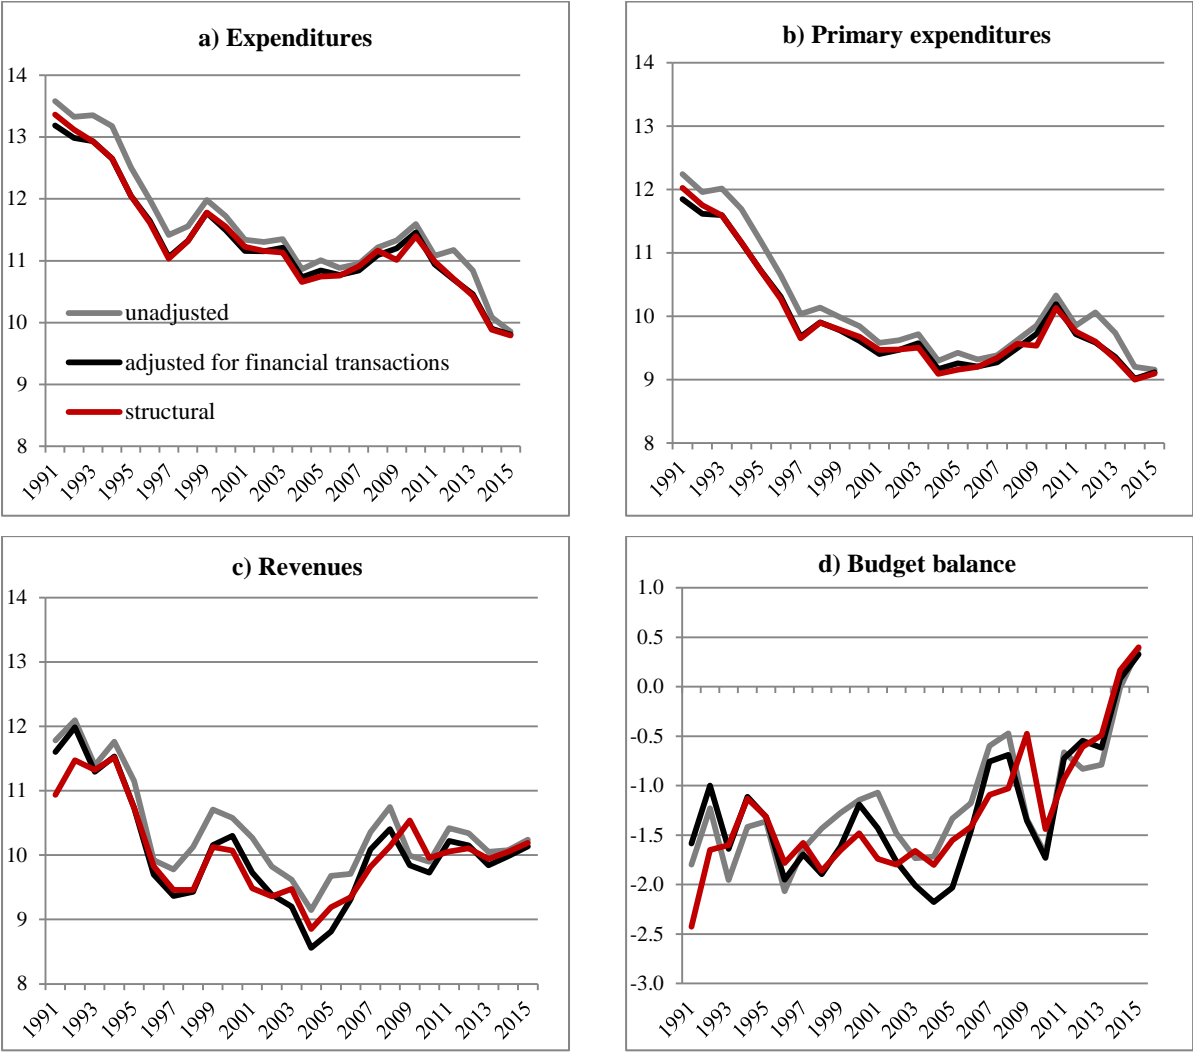 a) Expenditures
14
13
12
11
10
9
8
unadjusted
adjusted for financial transactions
structural
1991 1993 1995 1997 1999 2001 2003 2005 2007 2009 2011 2013 2015
b) Primary expenditures
14
13
12
11
10
9
8
1991 1993 1995 1997 1999 2001 2003 2005 2007 2009 2011 2013 2015
c) Revenues
14
13
12
11
10
9
8
1991 1993 1995 1997 1999 2001 2003 2005 2007 2009 2011 2013 2015
d) Budget balance
1.0
0.5
0.0
-0.5
-1.0
-1.5
-2.0
-2.5
-3.0
1991 1993 1995 1997 1999 2001 2003 2005 2007 2009 2011 2013 2015